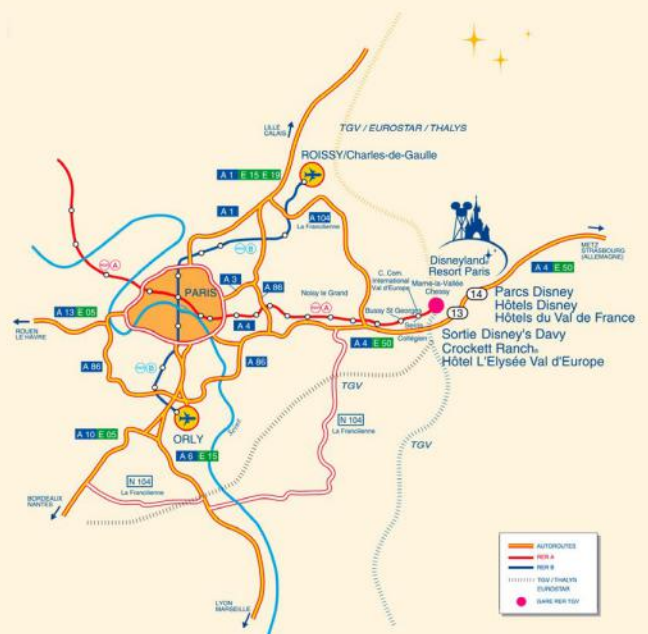 LILLE
CALAIS
TGV / EUROSTAR / THALYS
ROISSY/Charles-de-Gaulle
A 1 E 15 E 19
A 1
A 104
La Francilienne
METZ
STRASBOURG
(ALLEMAGNE)
A 4 E 50
Disneyland
Resort Paris
RER B
RER A
PARIS
A 3
A 86
Noisy le Grand
C. Com.
International
Val d'Europe
Marne-la-Vallée
Chessy
Bussy St Georges
Serris
Collégien
14
13
Parcs Disney
Hôtels Disney
Hôtels du Val de France
Sortie Disney's Davy
Crockett Ranch®
Hôtel L'Elysée Val d'Europe
A 13 E 05
ROUEN
LE HÂVRE
A 4
A 4 E 50
A 86
A 86
RER B
TGV
ORLY
N 104
La Francilienne
TGV
A 10 E 05
A 6 E 15
N 104
La Francilienne
BORDEAUX
NANTES
LYON
MARSEILLE
AUTOROUTES
RER A
RER B
TGV / THALYS
EUROSTAR
GARE RER TGV